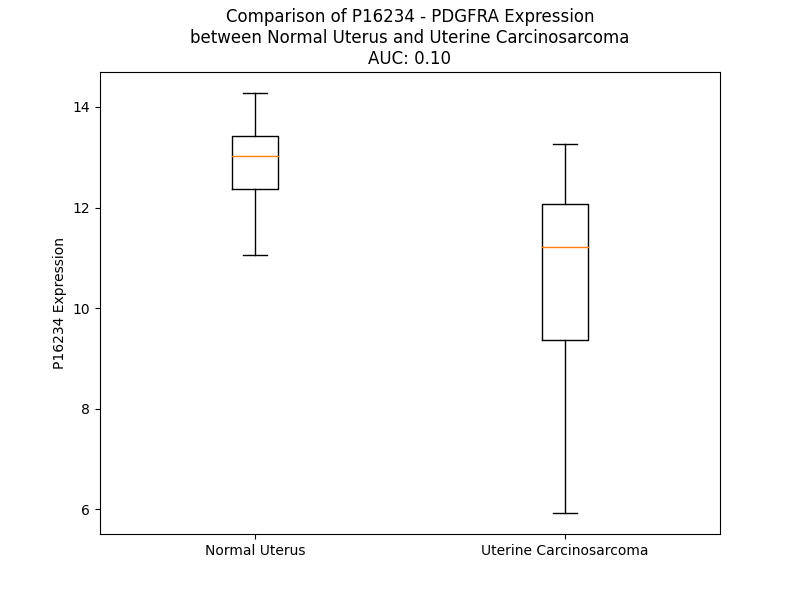 Comparison of P16234 - PDGFRA Expression
between Normal Uterus and Uterine Carcinosarcoma
AUC: 0.10
14
12
10
8
6
P16234 Expression
Normal Uterus
Uterine Carcinosarcoma